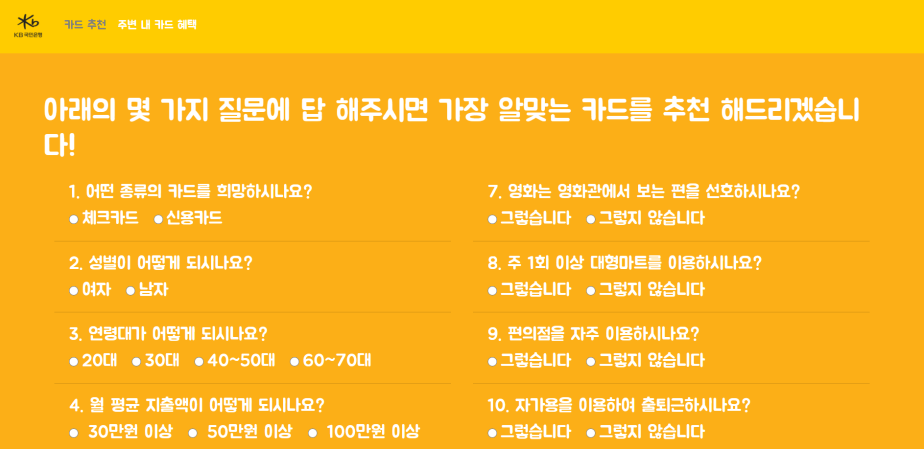 KB국민은행
카드 추천
주변 내 카드 혜택
아래의 몇 가지 질문에 답 해주시면 가장 알맞는 카드를 추천 해드리겠습니
다!
1. 어떤 종류의 카드를 희망하시나요?
체크카드 신용카드
2. 성별이 어떻게 되시나요?
여자 남자
3. 연령대가 어떻게 되시나요?
20대 30대 40~50대 60~70대
4. 월 평균 지출액이 어떻게 되시나요?
30만원 이상 50만원 이상 100만원 이상
7. 영화는 영화관에서 보는 편을 선호하시나요?
그렇습니다 그렇지 않습니다
8. 주 1회 이상 대형마트를 이용하시나요?
그렇습니다 그렇지 않습니다
9. 편의점을 자주 이용하시나요?
그렇습니다 그렇지 않습니다
10. 자가용을 이용하여 출퇴근하시나요?
그렇습니다 그렇지 않습니다